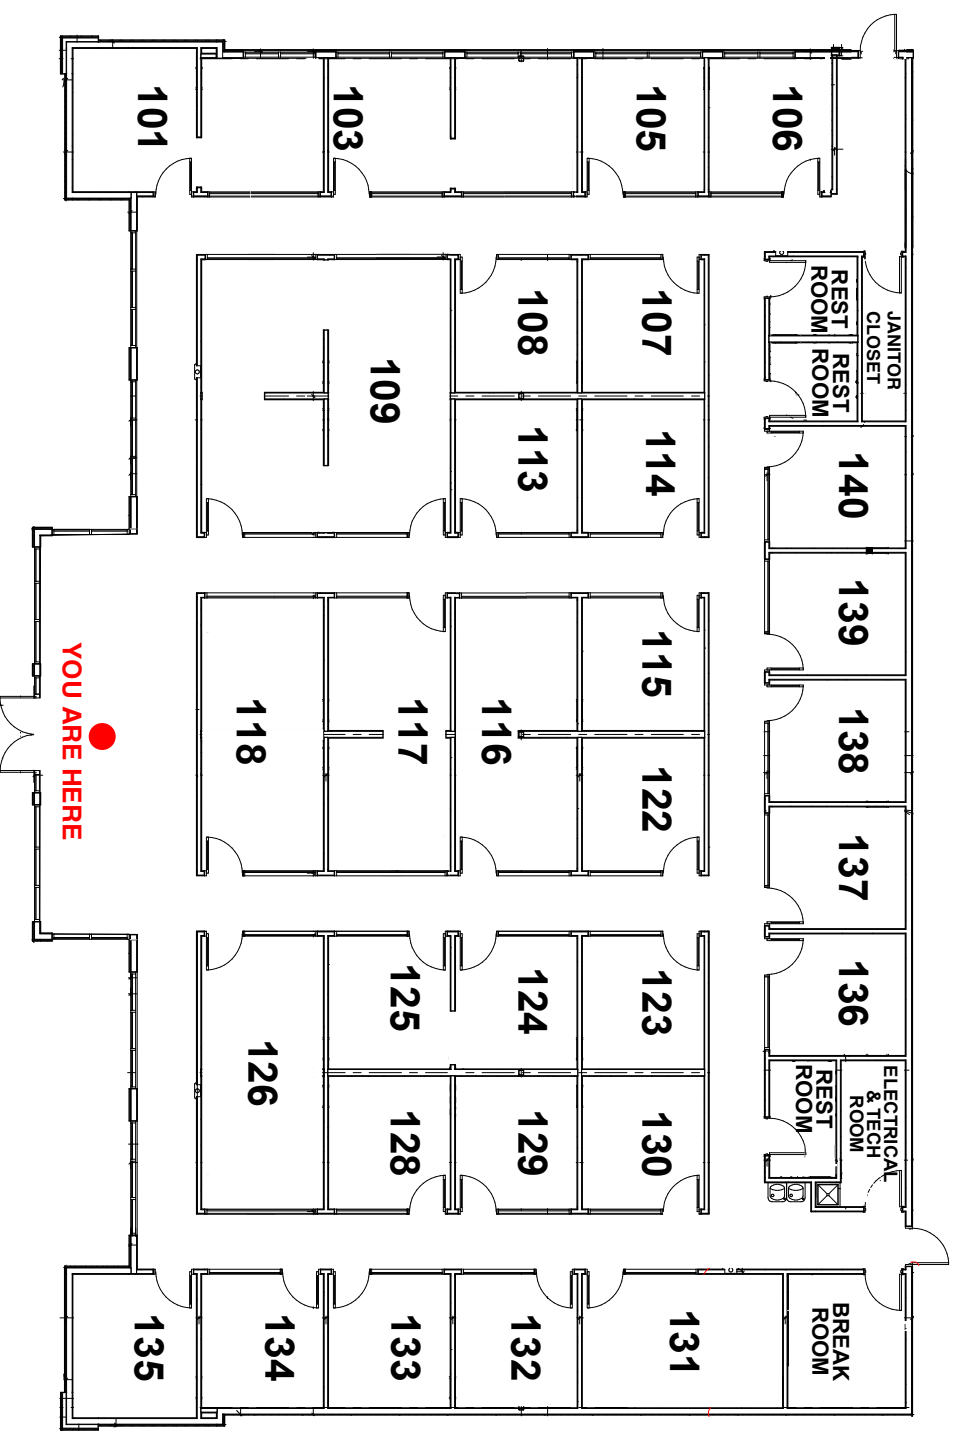 101
103
105
106
REST
ROOM
REST
ROOM
JANITOR
CLOSET
107
108
109
113
114
140
139
138
137
136
115
116
117
118
122
YOU ARE HERE
123
124
125
126
128
129
130
REST
ROOM
ELECTRICAL
& TECH
ROOM
135
134
133
132
131
BREAK
ROOM